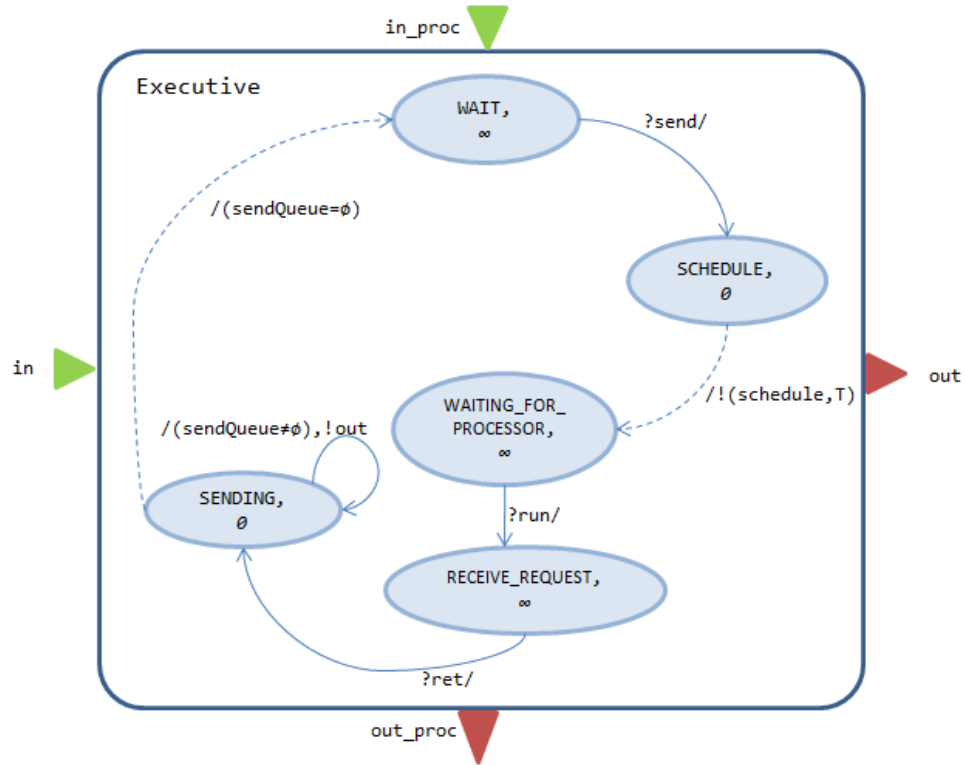 in_proc
Executive
WAIT,
∞
?send/
/(sendQueue=ø)
SCHEDULE,
0
in
out
/!(schedule,T)
WAITING_FOR_
PROCESSOR,
∞
/(sendQueue≠ø),!out
SENDING,
0
?run/
RECEIVE_REQUEST,
∞
?ret/
out_proc